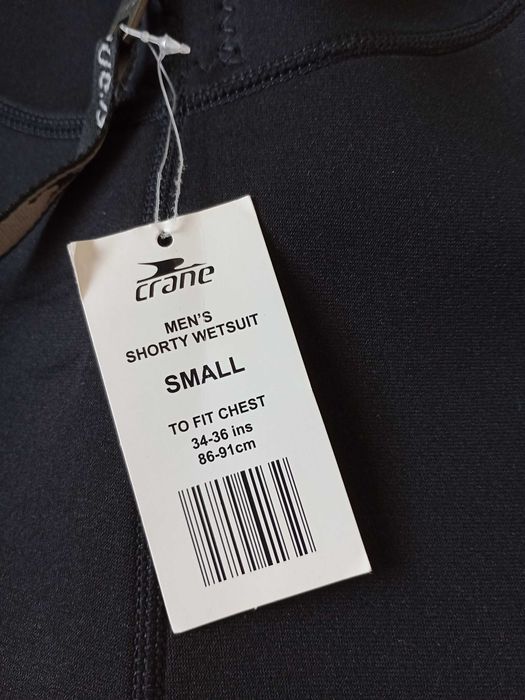 crane
MEN'S
SHORTY WETSUIT
SMALL
TO FIT CHEST
34-36 ins
86-91cm